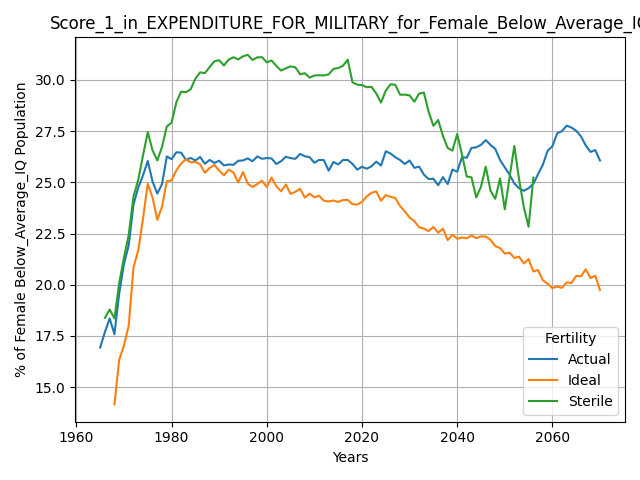 Score_1_in_EXPENDITURE_FOR_MILITARY_for_Female_Below_Average_IQ
% of Female Below_Average_IQ Population
30.0
27.5
25.0
22.5
20.0
17.5
15.0
1960
1980
2000
2020
2040
2060
Years
Fertility
Actual
Ideal
Sterile